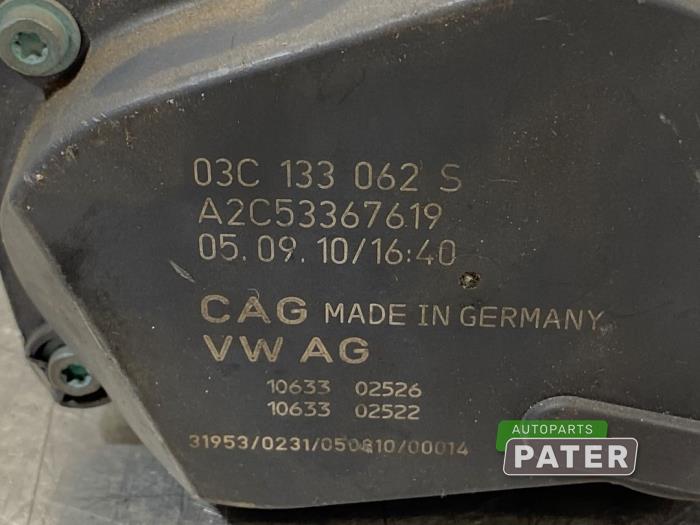 03C 133 062 S
A2C53367619
05.09.10/16:40
CAG MADE IN GERMANY
VW AG
10633 02526
10633 02522
31953/0231/050910/00014
AUTOPARTS
PATER